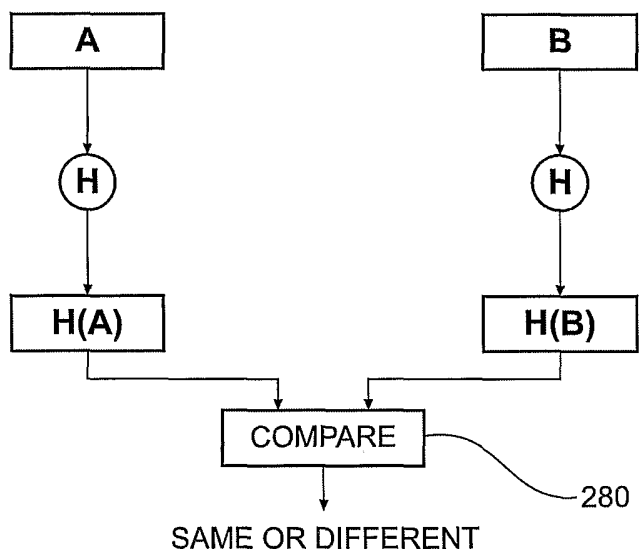 A
B
H
H
H(A)
H(B)
COMPARE
280
SAME OR DIFFERENT